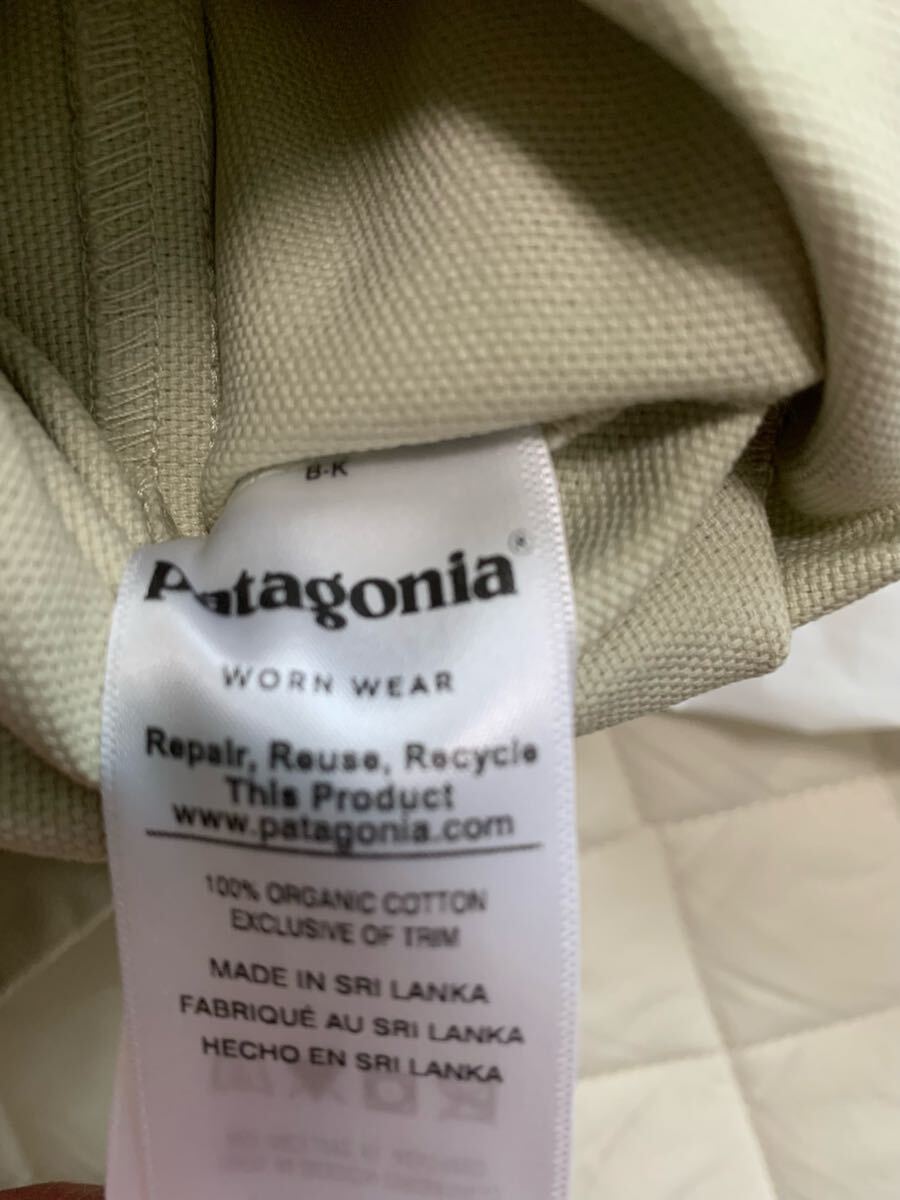 B-K
Patagonia®
WORN WEAR
Repair, Reuse, Recycle
This Product
www.patagonia.com
100% ORGANIC COTTON
EXCLUSIVE OF TRIM
MADE IN SRI LANKA
FABRIQUÉ AU SRI LANKA
HECHO EN SRI LANKA